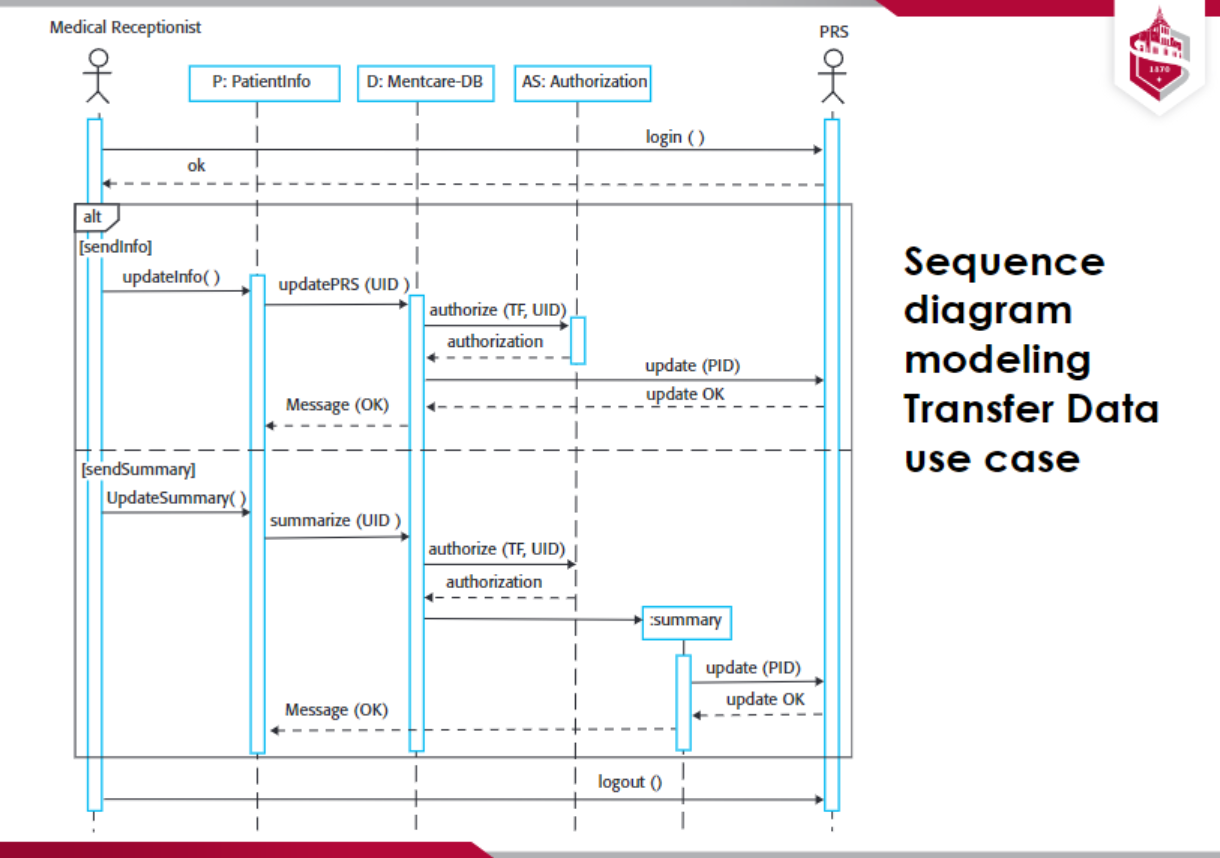 Medical Receptionist
PRS
P: PatientInfo
D: Mentcare-DB
AS: Authorization
login ( )
ok
alt
[sendInfo]
updateInfo( )
updatePRS (UID )
authorize (TF, UID)
authorization
update (PID)
update OK
Message (OK)
[sendSummary]
UpdateSummary( )
summarize (UID )
authorize (TF, UID)
authorization
:summary
update (PID)
update OK
Message (OK)
logout ()
Sequence
diagram
modeling
Transfer Data
use case
1870